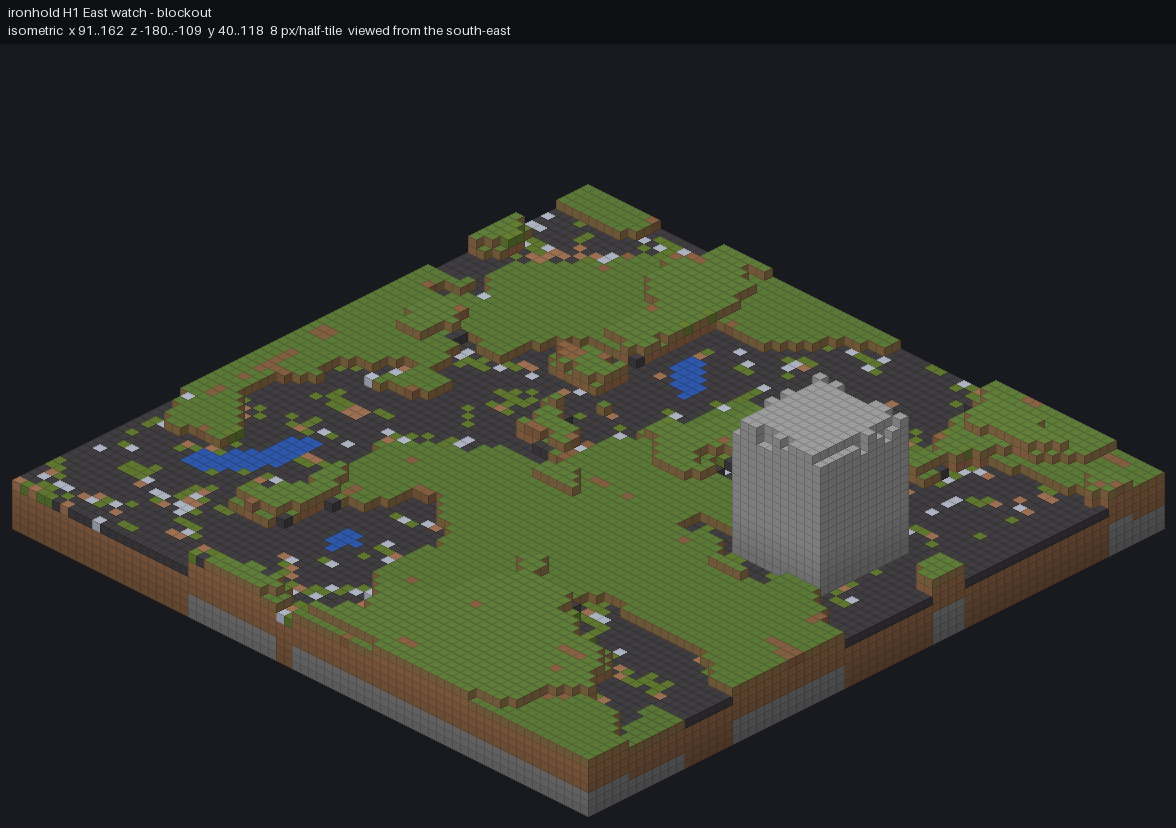 ironhold H1 East watch - blockout
isometric x 91..162 z -180..-109 y 40..118 8 px/half-tile viewed from the south-east